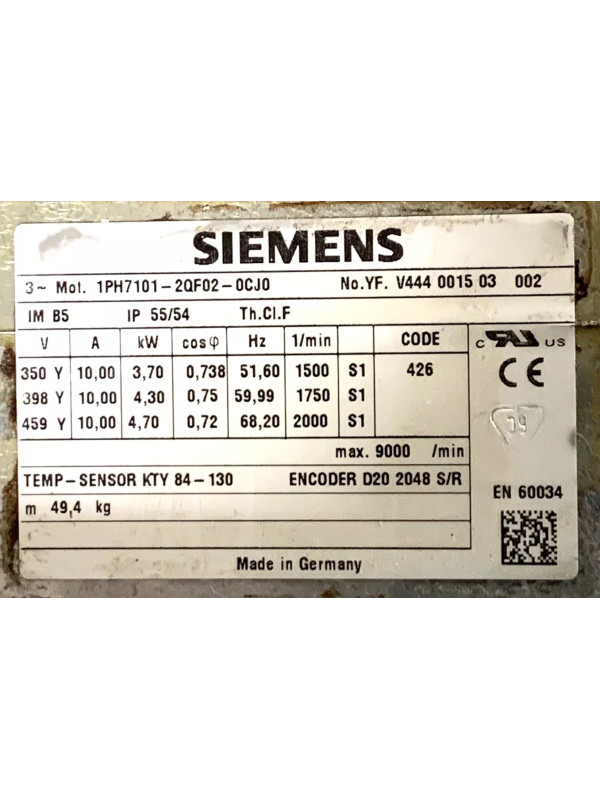 SIEMENS
3~ Mot. 1PH7101-2QF02-0CJ0 No.YF. V444 0015 03 002
IM B5 IP 55/54 Th.Cl.F
V A kW cosφ Hz 1/min CODE
350 Y 10,00 3,70 0,738 51,60 1500 S1 426
398 Y 10,00 4,30 0,75 59,99 1750 S1
459 Y 10,00 4,70 0,72 68,20 2000 S1
max. 9000 /min
TEMP-SENSOR KTY 84-130 ENCODER D20 2048 S/R
m 49,4 kg
Made in Germany
c RU US
CE
EN 60034